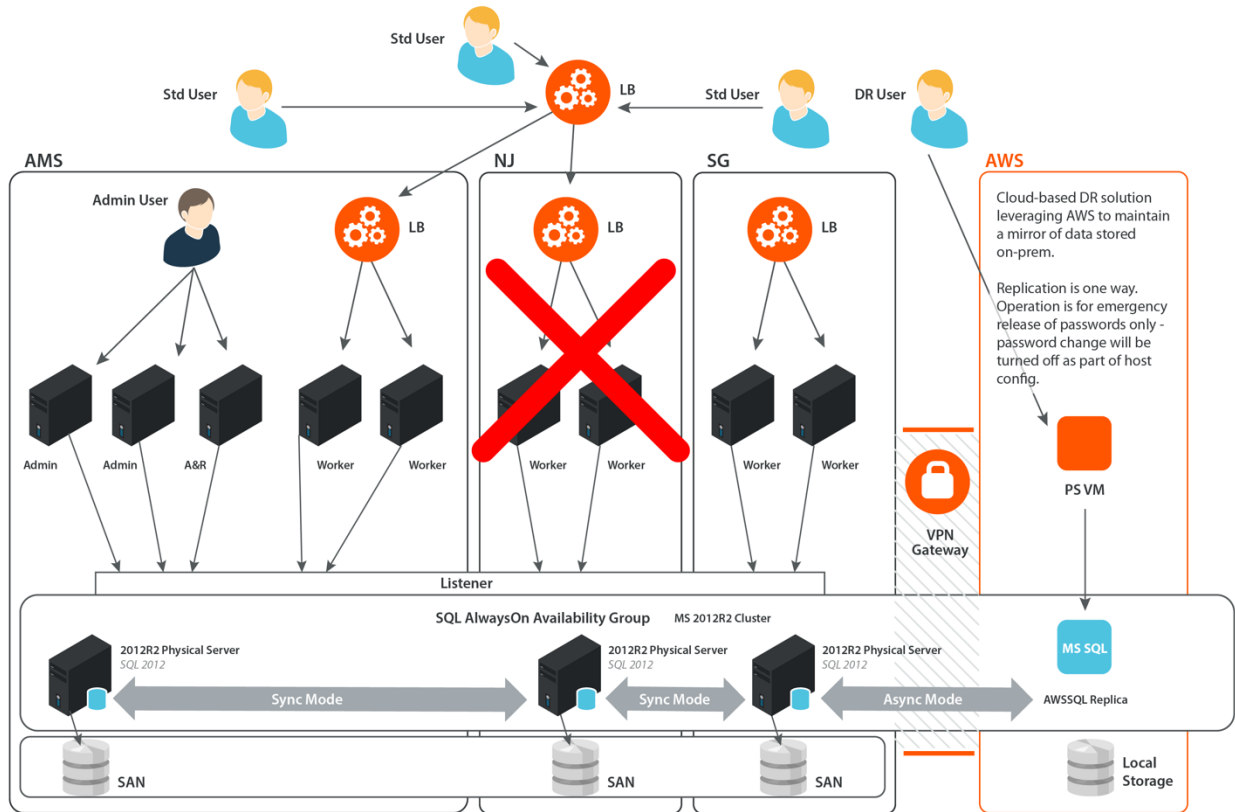 Std User
Std User
LB
Std User
DR User
AMS
NJ
SG
AWS
Admin User
LB
LB
LB
Cloud-based DR solution
leveraging AWS to maintain
a mirror of data stored
on-prem.
Replication is one way.
Operation is for emergency
release of passwords only -
password change will be
turned off as part of host
config.
Admin
Admin
A&R
Worker
Worker
Worker
Worker
Worker
Worker
PS VM
VPN
Gateway
Listener
SQL AlwaysOn Availability Group MS 2012R2 Cluster
2012R2 Physical Server
SQL 2012
2012R2 Physical Server
SQL 2012
2012R2 Physical Server
SQL 2012
MS SQL
Sync Mode
Sync Mode
Async Mode
AWSSQL Replica
SAN
SAN
SAN
Local
Storage